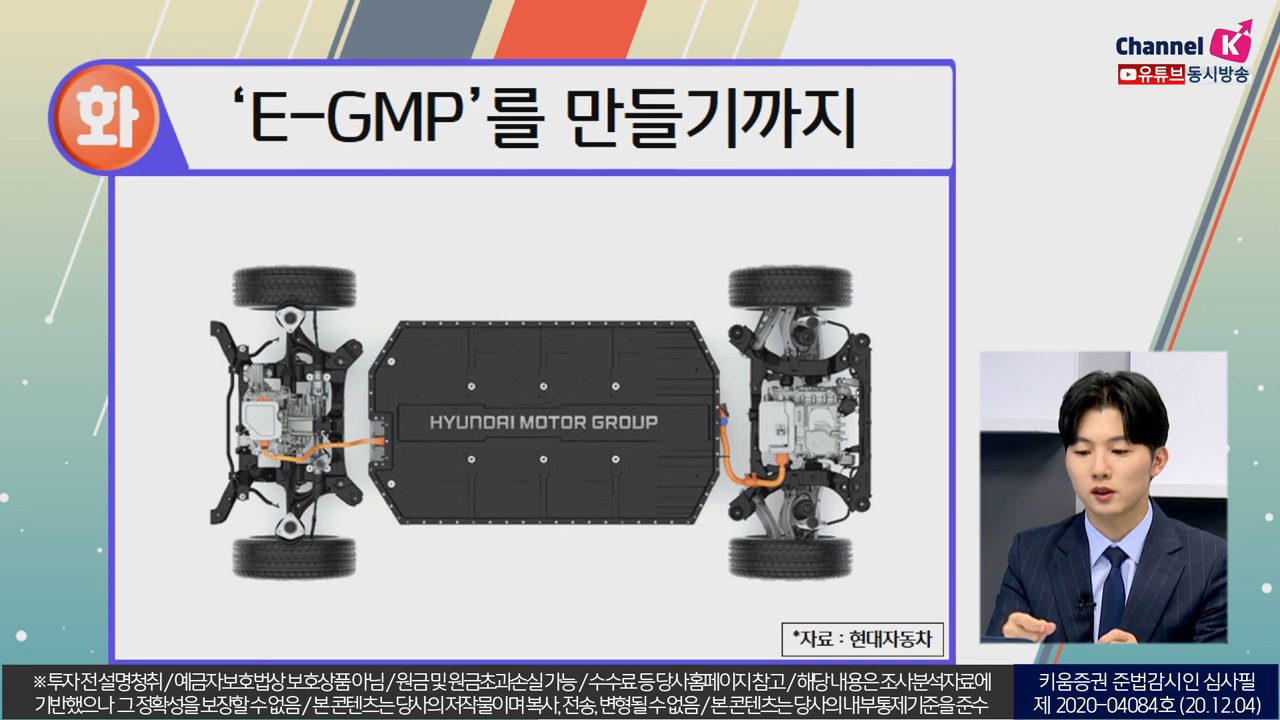 Channel K
유튜브 동시방송
화
‘E-GMP’를 만들기까지
HYUNDAI MOTOR GROUP
*자료 : 현대자동차
※ 투자 전 설명청취 / 예금자보호법상 보호상품 아님 / 원금 및 원금초과손실 가능 / 수수료 등 당사홈페이지 참고 / 해당 내용은 조사분석자료에
기반했으나 그 정확성을 보장할 수 없음 / 본 콘텐츠는 당사의 저작물이며 복사, 전송, 변형될 수 없음 / 본 콘텐츠는 당사의 내부통제기준을 준수
키움증권 준법감시인 심사필
제 2020-04084호 (20.12.04)